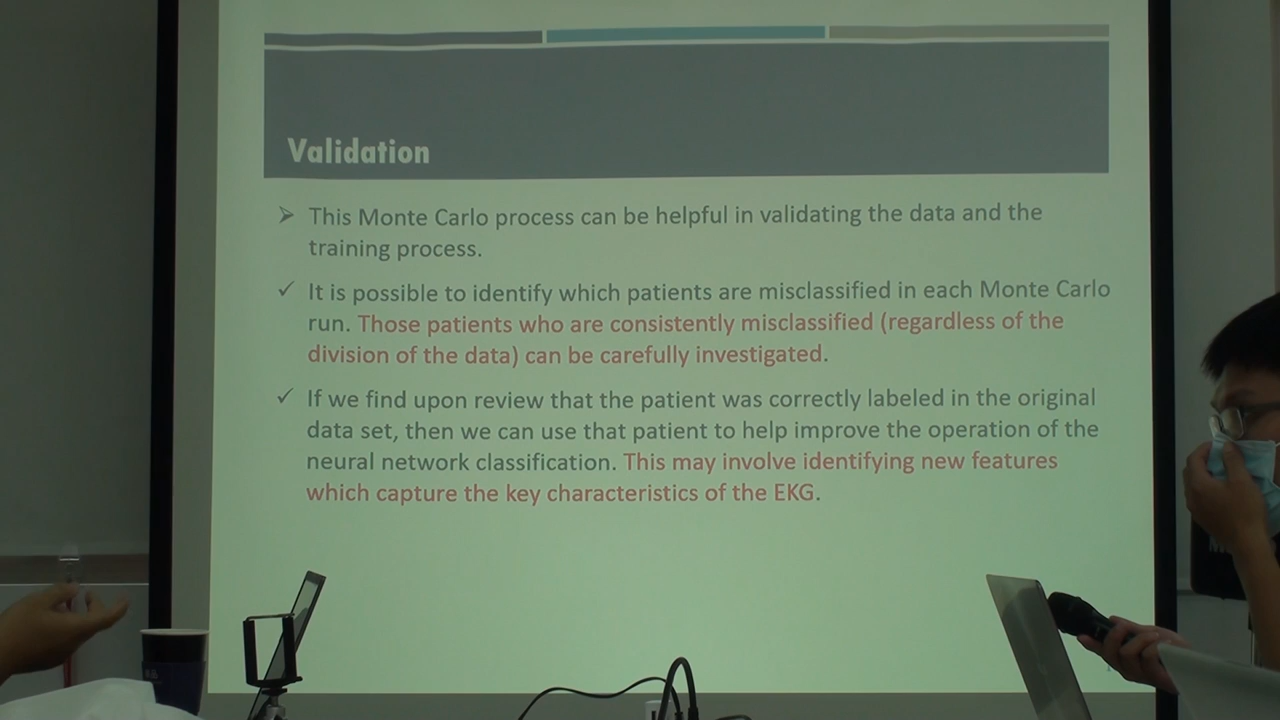 Validation
➢ This Monte Carlo process can be helpful in validating the data and the
training process.
✓ It is possible to identify which patients are misclassified in each Monte Carlo
run. Those patients who are consistently misclassified (regardless of the
division of the data) can be carefully investigated.
✓ If we find upon review that the patient was correctly labeled in the original
data set, then we can use that patient to help improve the operation of the
neural network classification. This may involve identifying new features
which capture the key characteristics of the EKG.